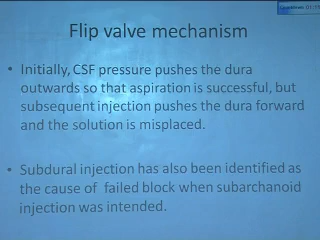 Flip valve mechanism
• Initially, CSF pressure pushes the dura
outwards so that aspiration is successful, but
subsequent injection pushes the dura forward
and the solution is misplaced.
• Subdural injection has also been identified as
the cause of failed block when subarchanoid
injection was intended.